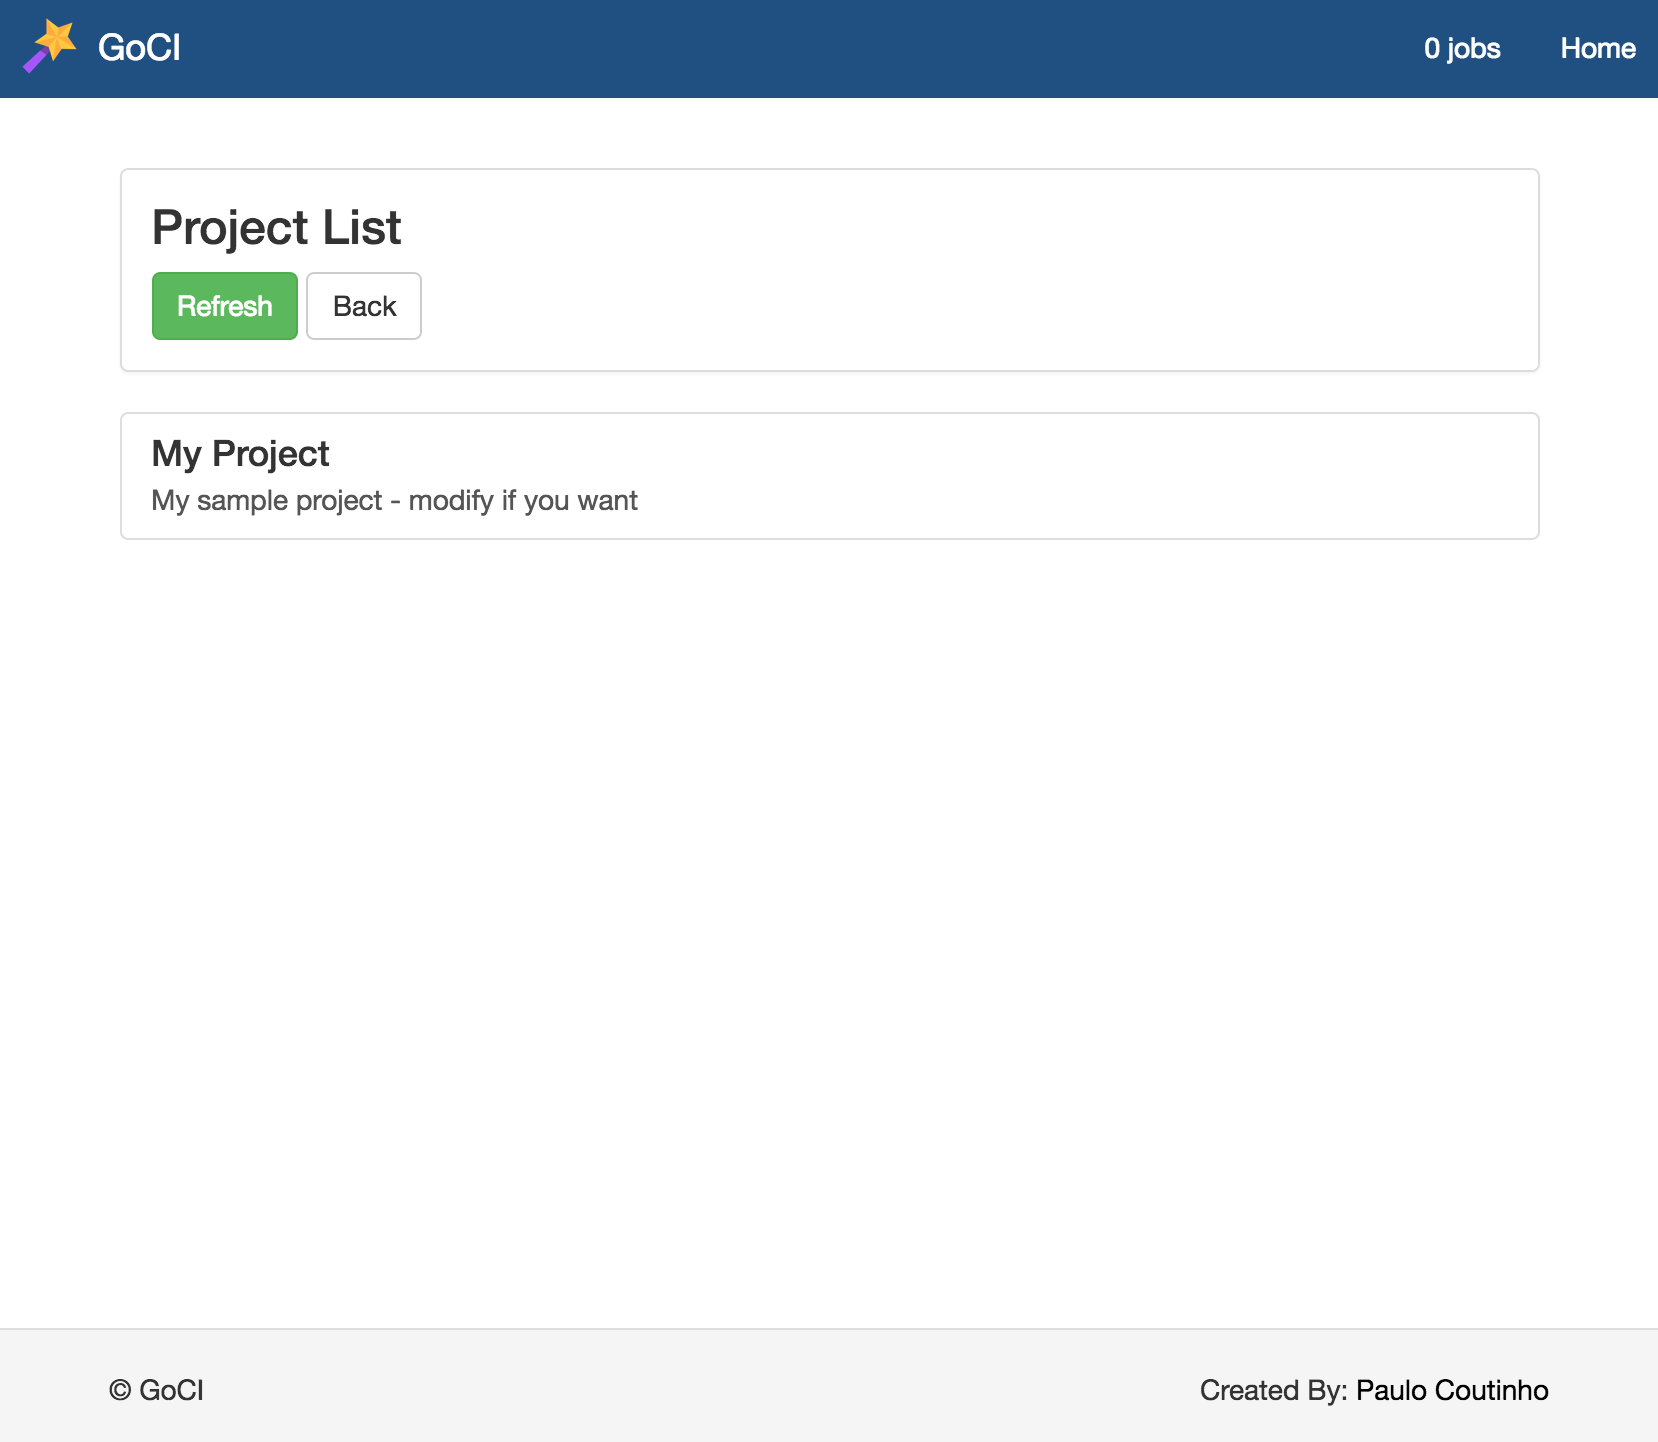 GoCI
0 jobs Home
Project List
Refresh Back
My Project
My sample project - modify if you want
© GoCI
Created By: Paulo Coutinho